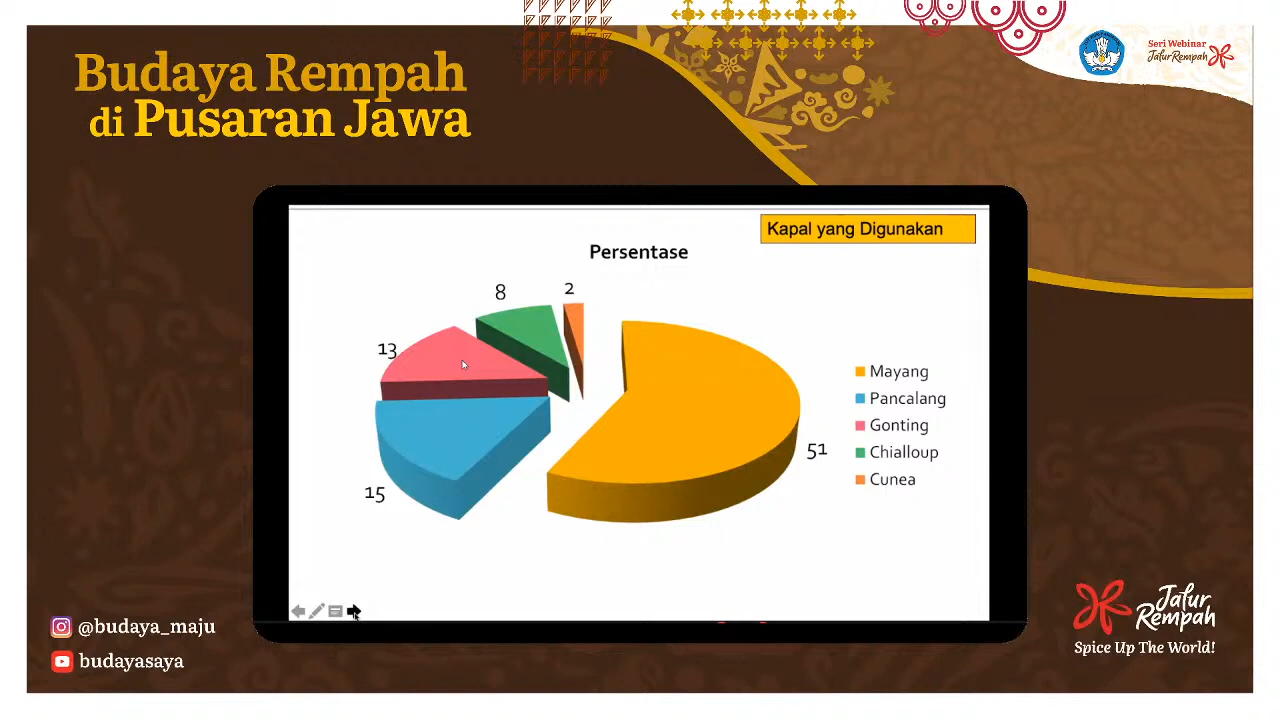 Budaya Rempah
di Pusaran Jawa
Seri Webinar
Jalur Rempah
Kapal yang Digunakan
Persentase
8
2
13
51
15
Mayang
Pancalang
Gonting
Chialloup
Cunea
@budaya_maju
budayasaya
Jalur
Rempah
Spice Up The World!